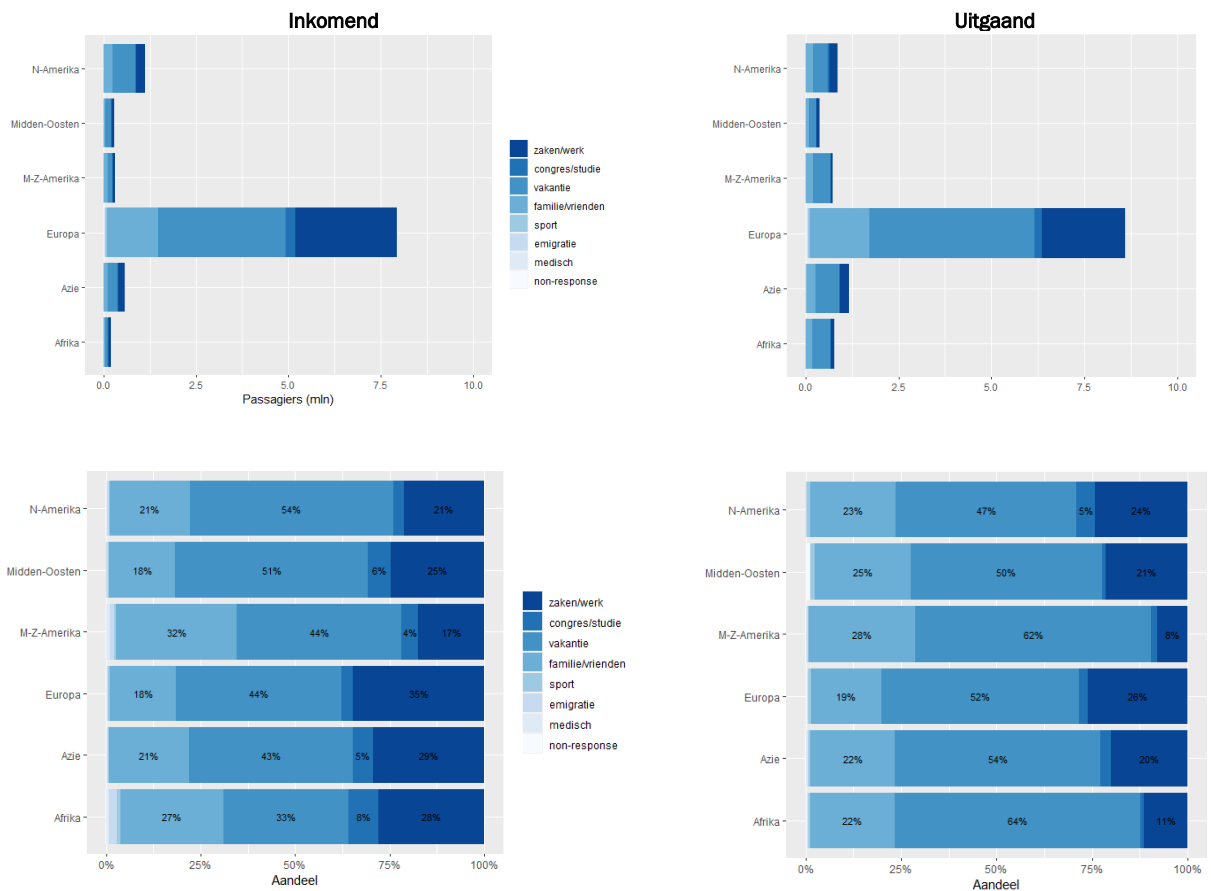 Inkomend
N-Amerika
Midden-Oosten
M-Z-Amerika
Europa
Azie
Afrika
0.0 2.5 5.0 7.5 10.0
Passagiers (mln)
zaken/werk
congres/studie
vakantie
familie/vrienden
sport
emigratie
medisch
non-response
Uitgaand
N-Amerika
Midden-Oosten
M-Z-Amerika
Europa
Azie
Afrika
0.0 2.5 5.0 7.5 10.0
N-Amerika 21% 54% 21%
Midden-Oosten 18% 51% 6% 25%
M-Z-Amerika 32% 44% 4% 17%
Europa 18% 44% 35%
Azie 21% 43% 5% 29%
Afrika 27% 33% 8% 28%
0% 25% 50% 75% 100%
Aandeel
zaken/werk
congres/studie
vakantie
familie/vrienden
sport
emigratie
medisch
non-response
N-Amerika 23% 47% 5% 24%
Midden-Oosten 25% 50% 21%
M-Z-Amerika 28% 62% 8%
Europa 19% 52% 26%
Azie 22% 54% 20%
Afrika 22% 64% 11%
0% 25% 50% 75% 100%
Aandeel